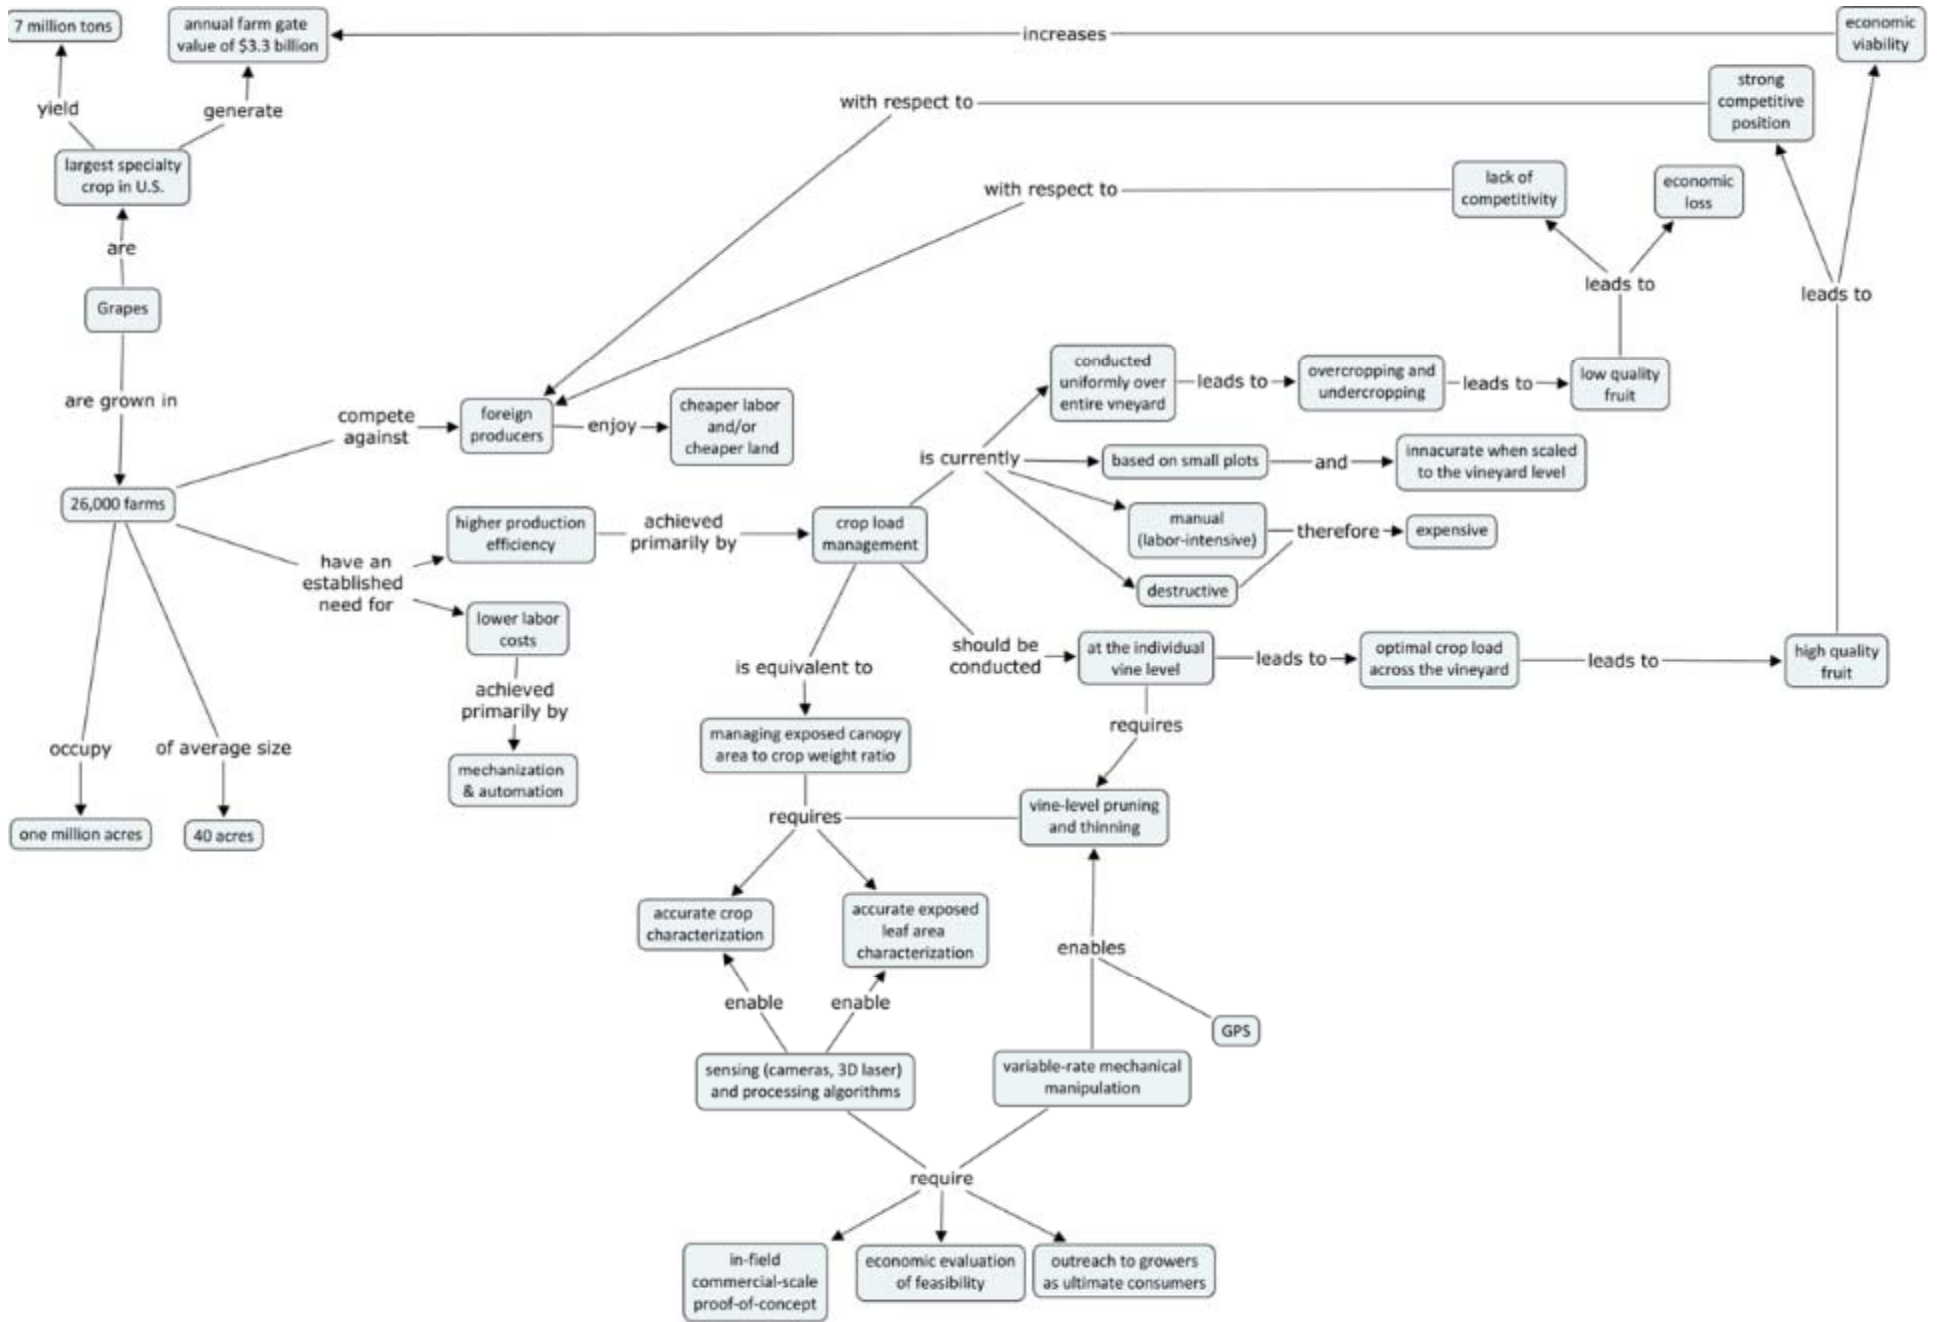 7 million tons
annual farm gate
value of $3.3 billion
increases
economic
viability
strong
competitive
position
with respect to
yield
generate
largest specialty
crop in U.S.
with respect to
lack of
competitivity
economic
loss
are
leads to
leads to
Grapes
are grown in
compete
against
foreign
producers
enjoy
cheaper labor
and/or
cheaper land
conducted
uniformly over
entire vneyard
leads to
overcropping and
undercropping
leads to
low quality
fruit
is currently
based on small plots
and
innacurate when scaled
to the vineyard level
26,000 farms
higher production
efficiency
achieved
primarily by
crop load
management
manual
(labor-intensive)
therefore
expensive
destructive
have an
established
need for
lower labor
costs
achieved
primarily by
mechanization
& automation
should be
conducted
at the individual
vine level
leads to
optimal crop load
across the vineyard
leads to
high quality
fruit
is equivalent to
requires
managing exposed canopy
area to crop weight ratio
occupy
of average size
one million acres
40 acres
requires
vine-level pruning
and thinning
accurate crop
characterization
accurate exposed
leaf area
characterization
enables
enable
enable
GPS
sensing (cameras, 3D laser)
and processing algorithms
variable-rate mechanical
manipulation
require
in-field
commercial-scale
proof-of-concept
economic evaluation
of feasibility
outreach to growers
as ultimate consumers